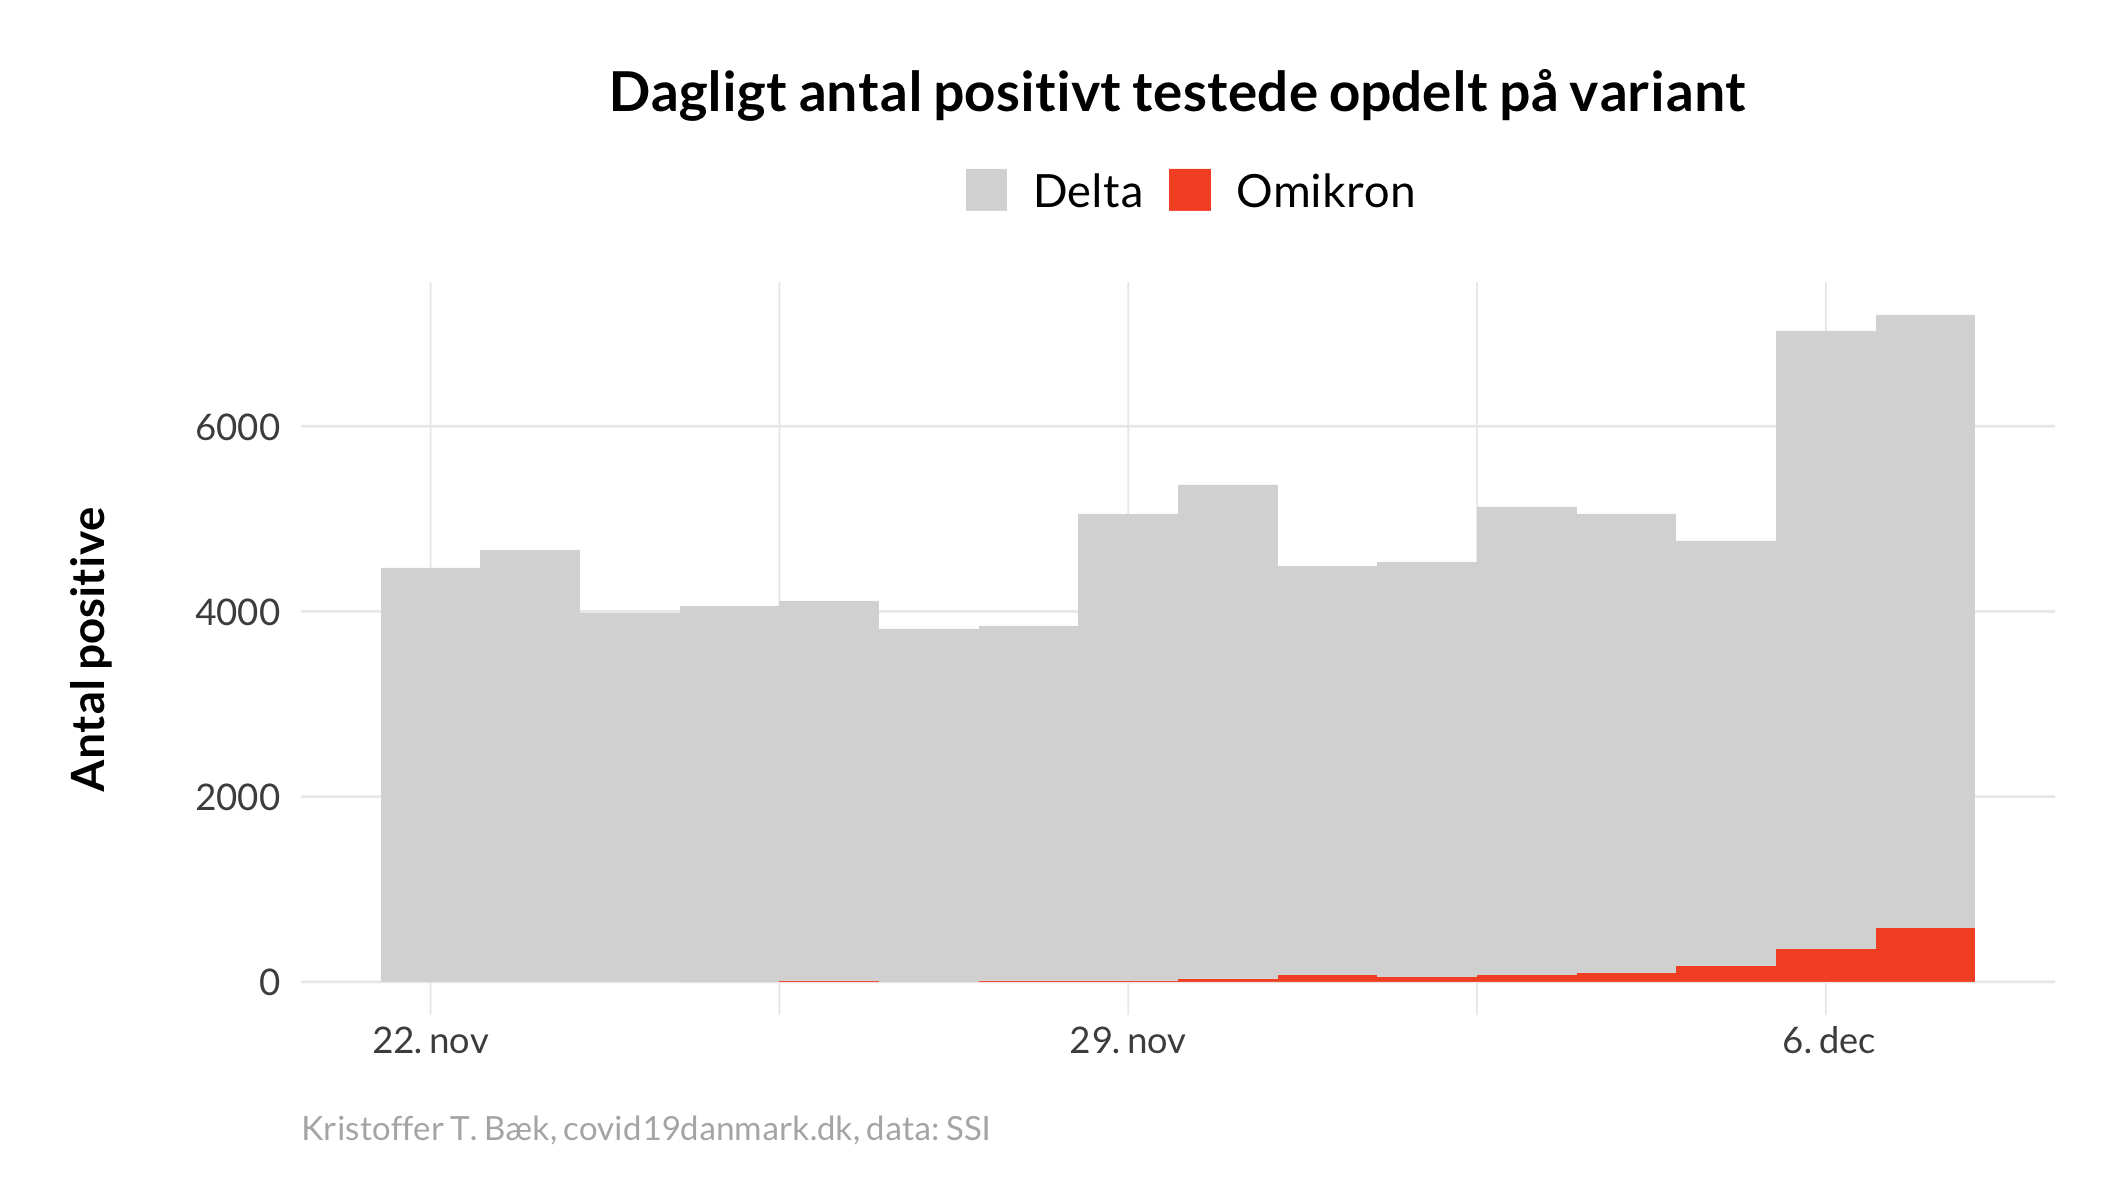 Dagligt antal positivt testede opdelt på variant
Delta Omikron
Antal positive
6000
4000
2000
0
22. nov 29. nov 6. dec
Kristoffer T. Bæk, covid19danmark.dk, data: SSI